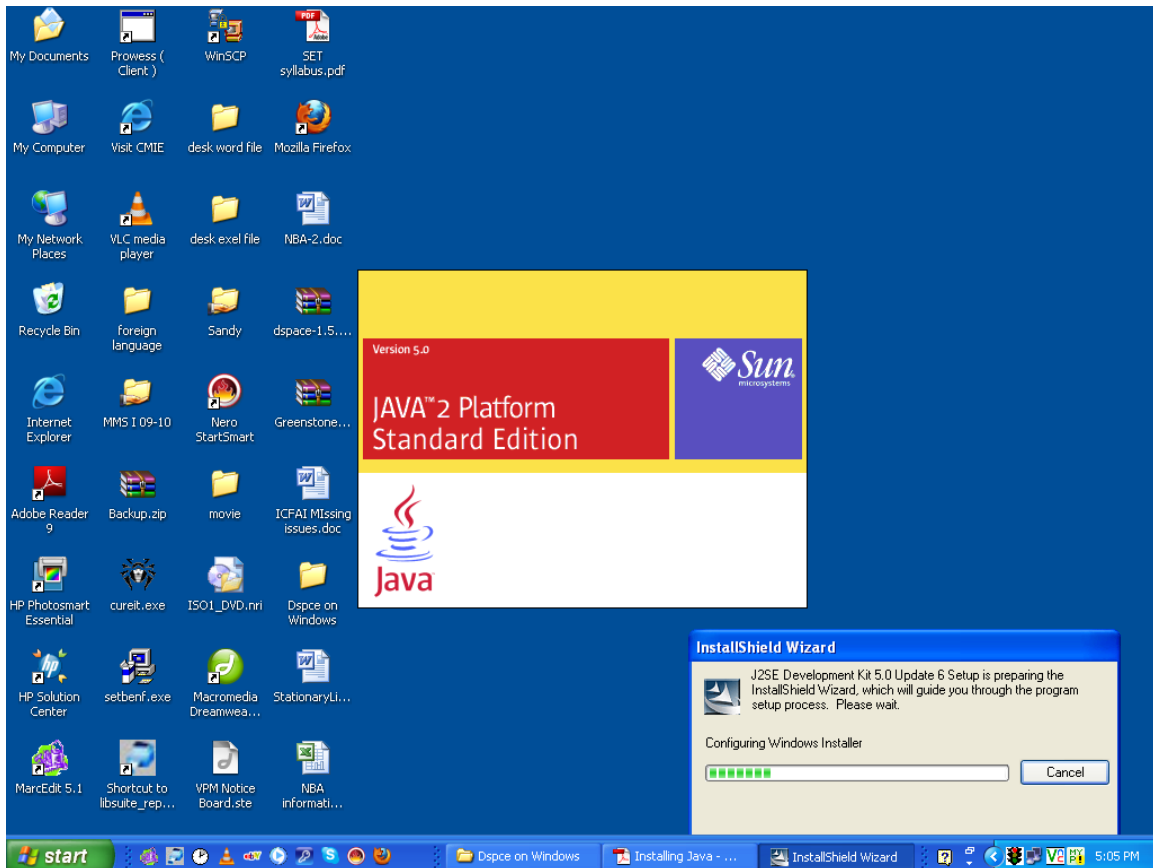 My Documents
Prowess (
Client )
WinSCP
PDF
Adobe
SET
syllabus.pdf
My Computer
Visit CMIE
desk word file
Mozilla Firefox
My Network
Places
VLC media
player
desk exel file
NBA-2.doc
Recycle Bin
foreign
language
Sandy
dspace-1.5....
Internet
Explorer
MMS I 09-10
Nero
StartSmart
Greenstone...
Adobe Reader
9
Backup.zip
movie
ICFAI MIssing
issues.doc
HP Photosmart
Essential
cureit.exe
ISO1_DVD.nri
Dspce on
Windows
HP Solution
Center
setbenf.exe
Macromedia
Dreamwea...
StationaryLi...
MarcEdit 5.1
Shortcut to
libsuite_rep...
VPM Notice
Board.ste
NBA
informati...
Version 5.0
JAVA™ 2 Platform
Standard Edition
Sun
microsystems
Java
InstallShield Wizard
J2SE Development Kit 5.0 Update 6 Setup is preparing the
InstallShield Wizard, which will guide you through the program
setup process. Please wait.
Configuring Windows Installer
Cancel
start
Dspce on Windows
Installing Java - ...
InstallShield Wizard
5:05 PM